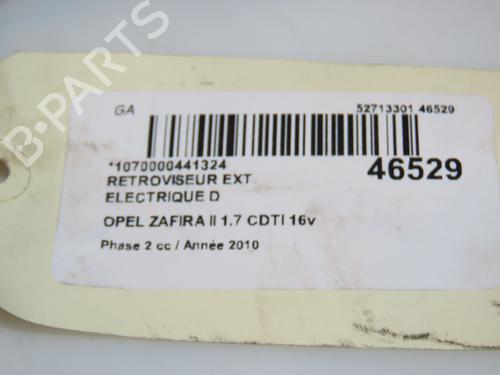 GA
52713301 46529
*1070000441324
46529
RETROVISEUR EXT
ELECTRIQUE D
OPEL ZAFIRA II 1.7 CDTI 16v
Phase 2 cc / Année 2010
B-PARTS